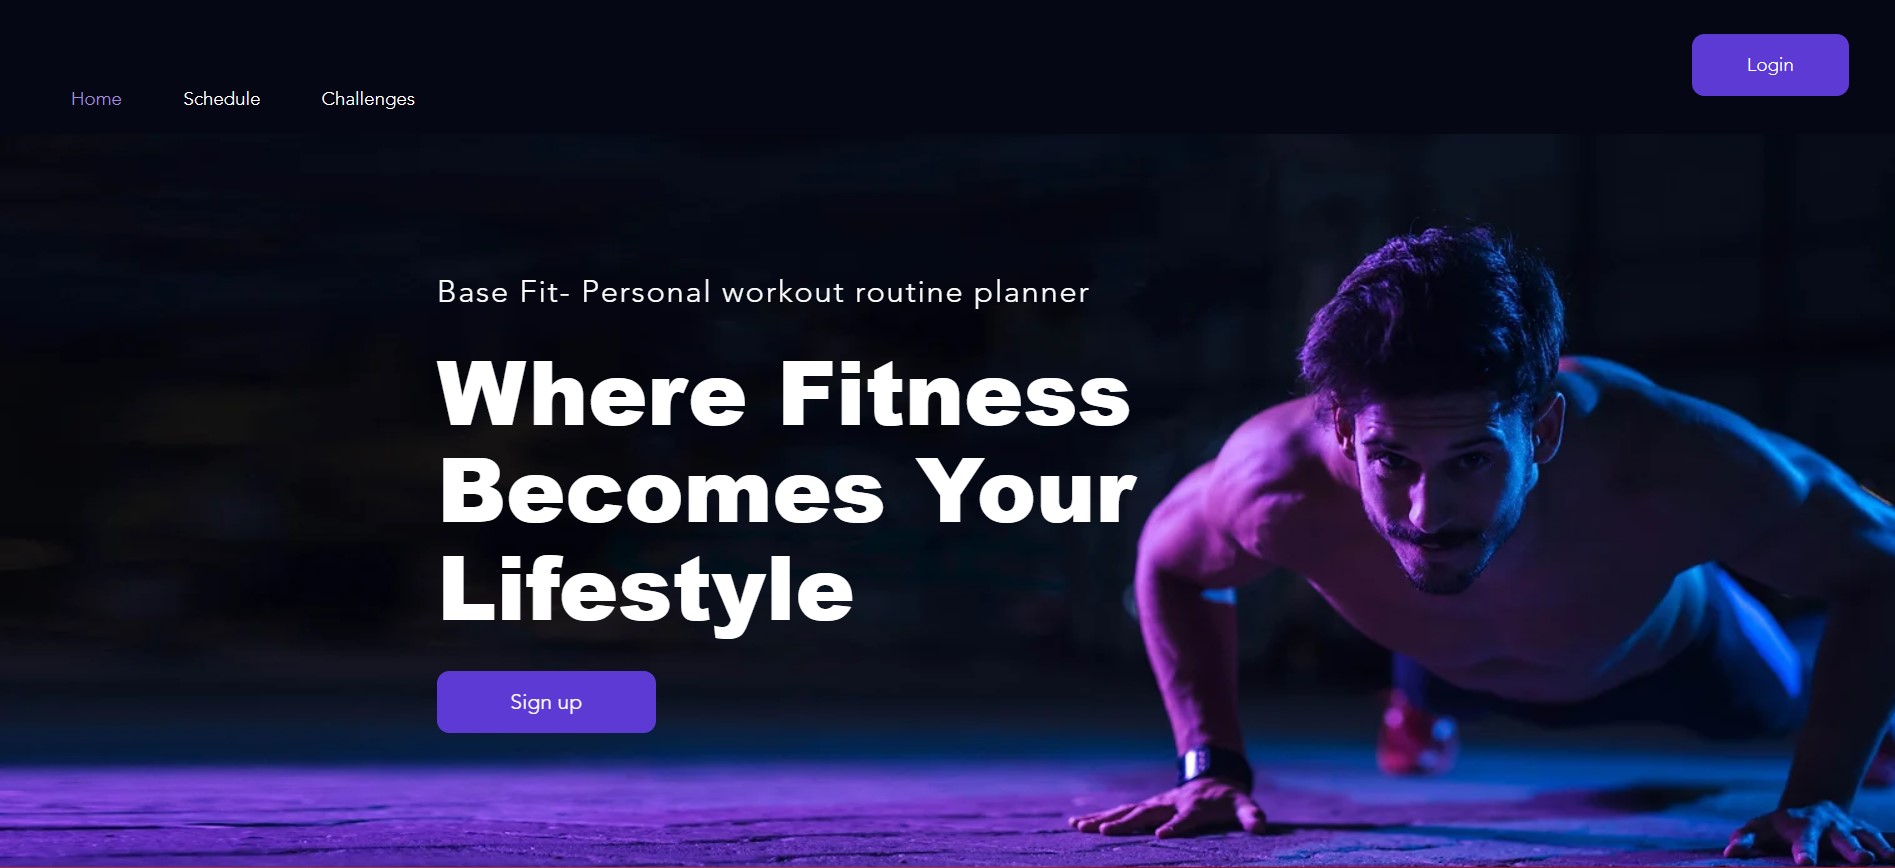 Login
Home Schedule Challenges
Base Fit- Personal workout routine planner
Where Fitness
Becomes Your
Lifestyle
Sign up